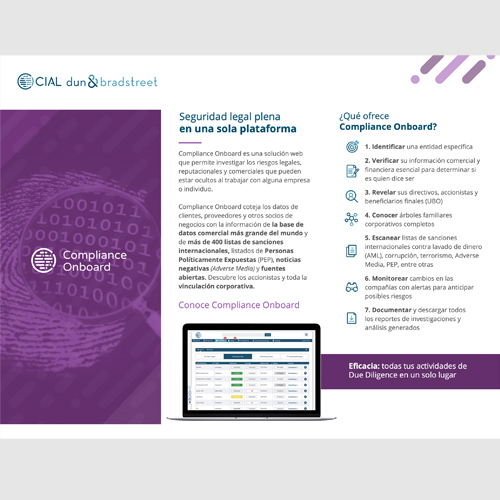 CIAL dun&bradstreet
Compliance
Onboard
Seguridad legal plena
en una sola plataforma
Compliance Onboard es una solución web
que permite investigar los riesgos legales,
reputacionales y comerciales que pueden
estar ocultos al trabajar con alguna empresa
o individuo.
Compliance Onboard coteja los datos de
clientes, proveedores y otros socios de
negocios con la información de la base de
datos comercial más grande del mundo y
de más de 400 listas de sanciones
internacionales, listados de Personas
Políticamente Expuestas (PEP), noticias
negativas (Adverse Media) y fuentes
abiertas. Descubre los accionistas y toda la
vinculación corporativa.
Conoce Compliance Onboard
¿Qué ofrece
Compliance Onboard?
1. Identificar una entidad específica
2. Verificar su información comercial y
financiera esencial para determinar si
es quien dice ser
3. Revelar sus directivos, accionistas y
beneficiarios finales (UBO)
4. Conocer árboles familiares
corporativos completos
5. Escanear listas de sanciones
internacionales contra lavado de dinero
(AML), corrupción, terrorismo, Adverse
Media, PEP, entre otras
6. Monitorear cambios en las
compañías con alertas para anticipar
posibles riesgos
7. Documentar y descargar todos
los reportes de investigaciones y
análisis generados
Eficacia: todas tus actividades de
Due Diligence en un solo lugar